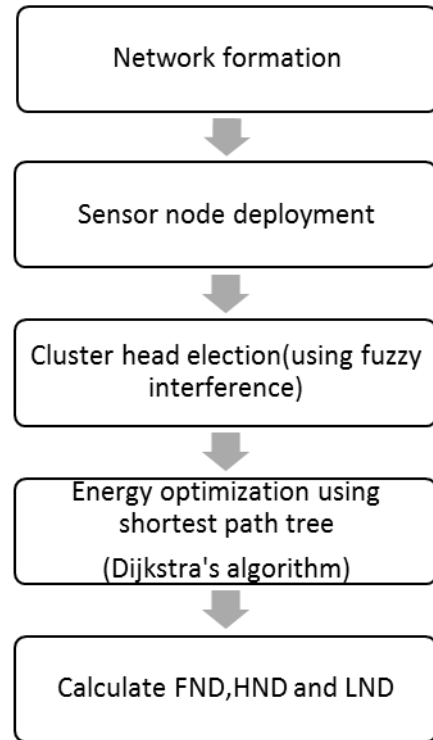 Network formation
Sensor node deployment
Cluster head election(using fuzzy
interference)
Energy optimization using
shortest path tree
(Dijkstra's algorithm)
Calculate FND,HND and LND